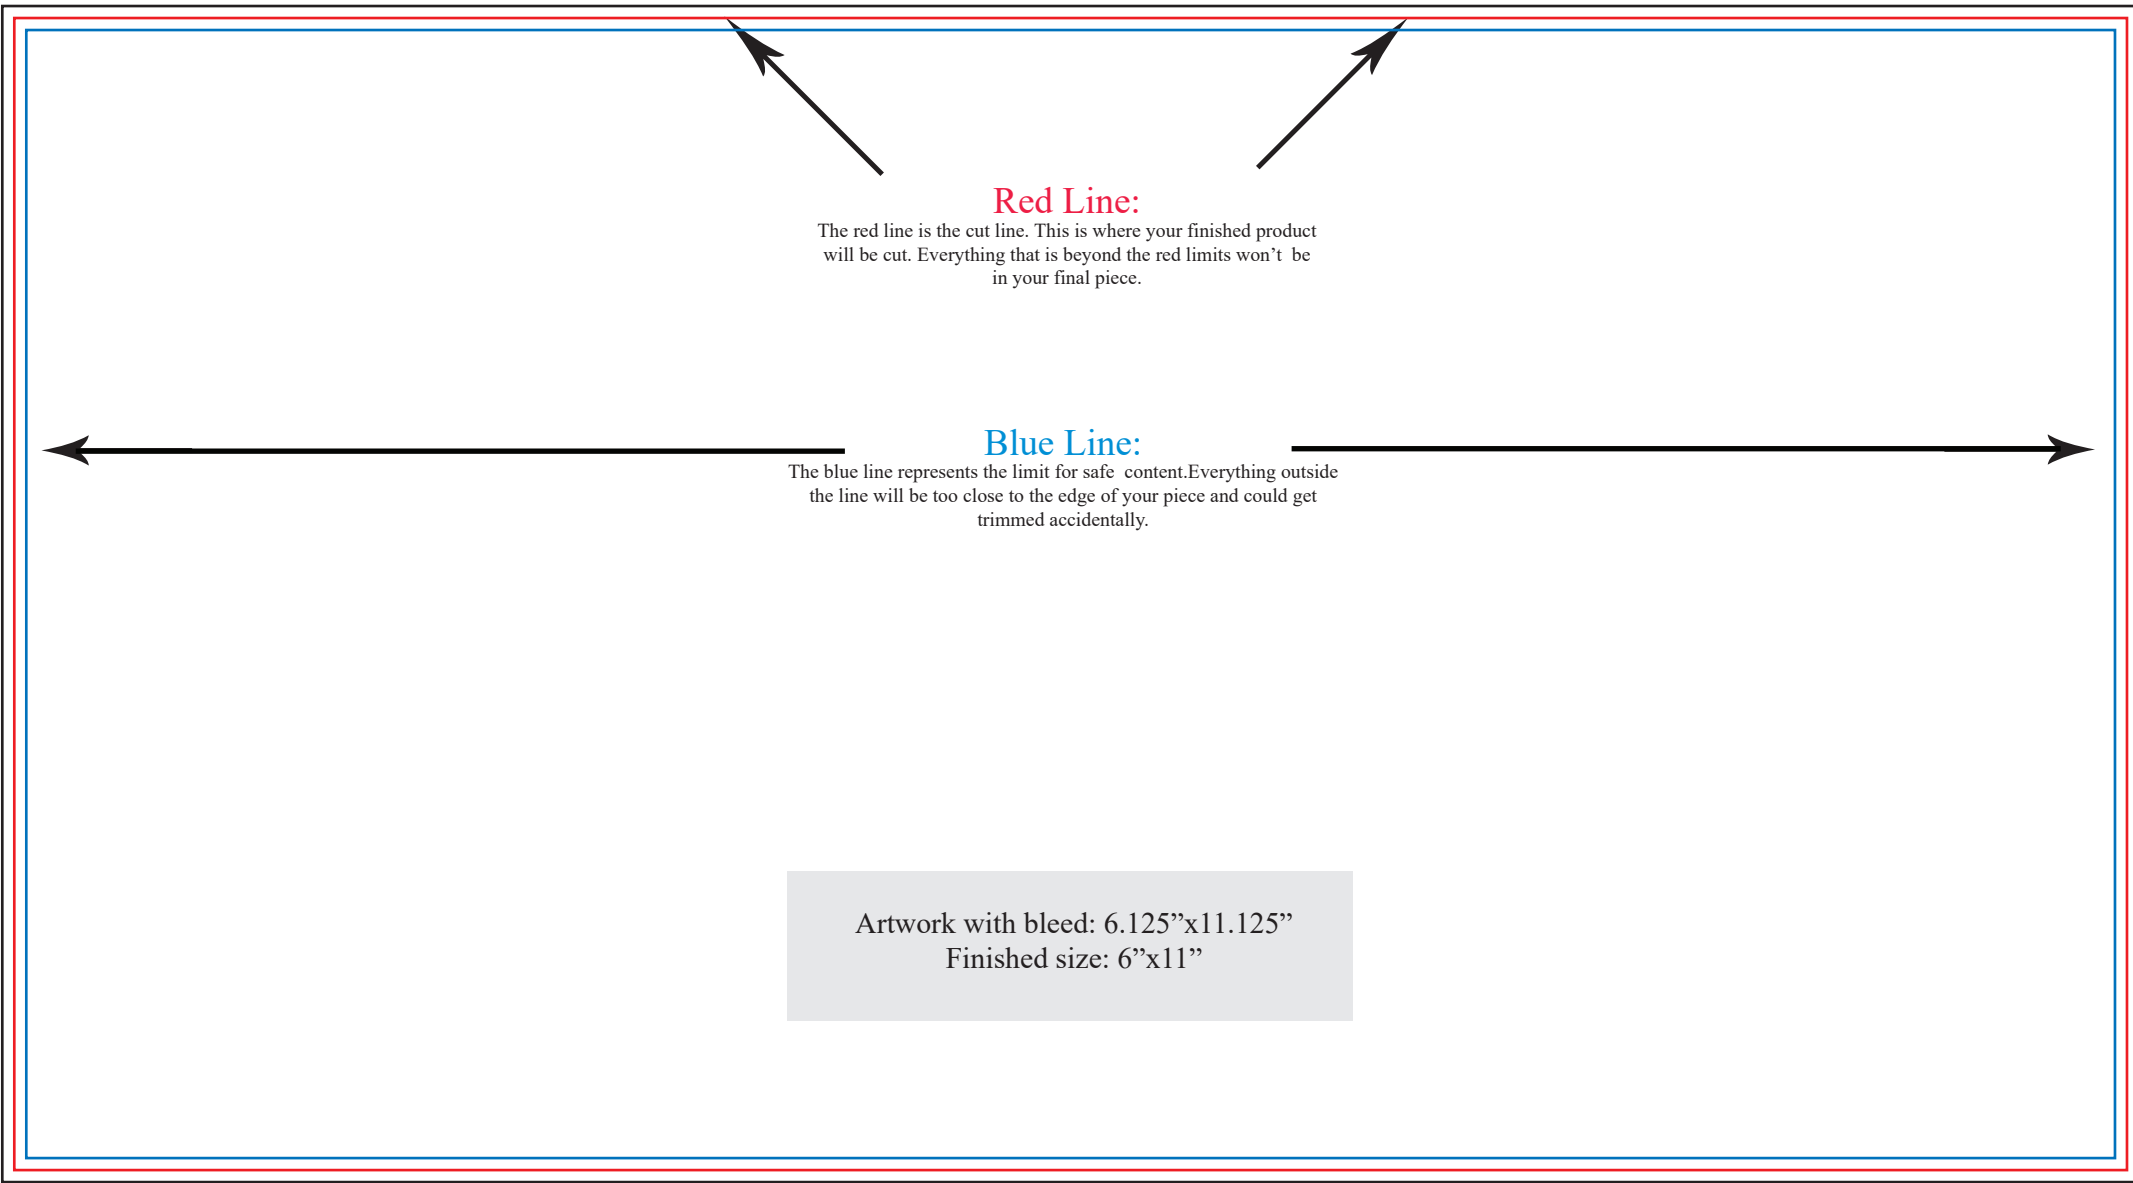 Red Line:
The red line is the cut line. This is where your finished product
will be cut. Everything that is beyond the red limits won’t  be
in your final piece.
Blue Line:
The blue line represents the limit for safe  content.Everything outside
the line will be too close to the edge of your piece and could get
trimmed accidentally.
Artwork with bleed: 6.125”x11.125”
Finished size: 6”x11”